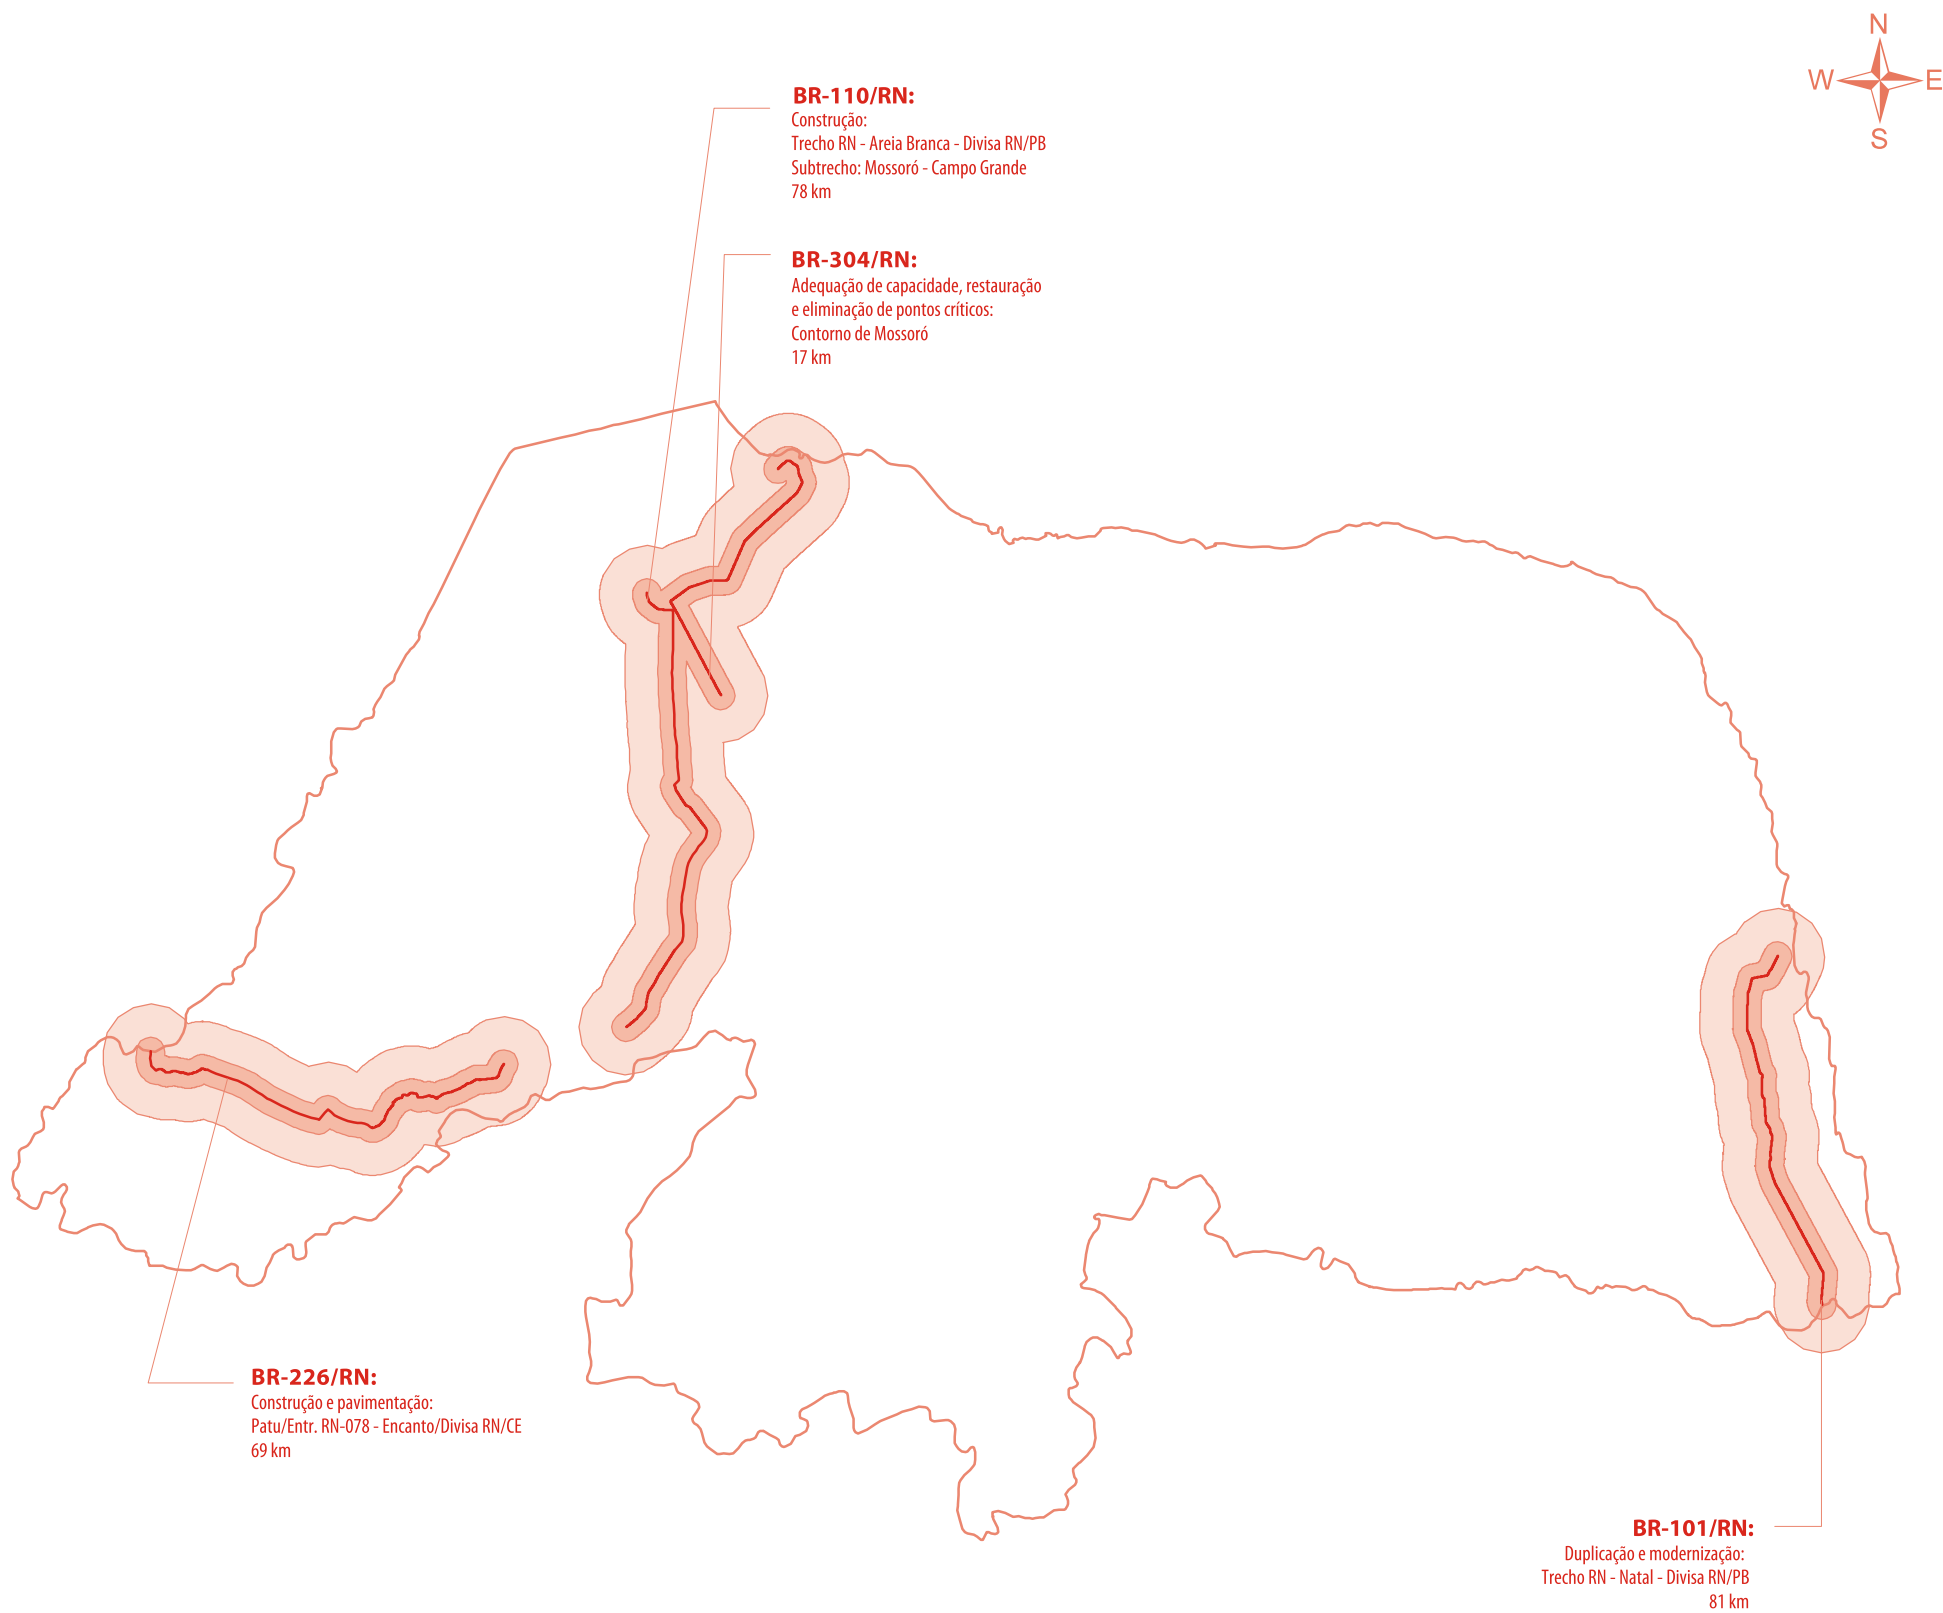 N
W
E
S
BR-110/RN:
Construção:
Trecho RN - Areia Branca - Divisa RN/PB
Subtrecho: Mossoró - Campo Grande
78 km
BR-304/RN:
Adequação de capacidade, restauração
e eliminação de pontos críticos:
Contorno de Mossoró
17 km
BR-226/RN:
Construção e pavimentação:
Patu/Entr. RN-078 - Encanto/Divisa RN/CE
69 km
BR-101/RN:
Duplicação e modernização:
Trecho RN - Natal - Divisa RN/PB
81 km